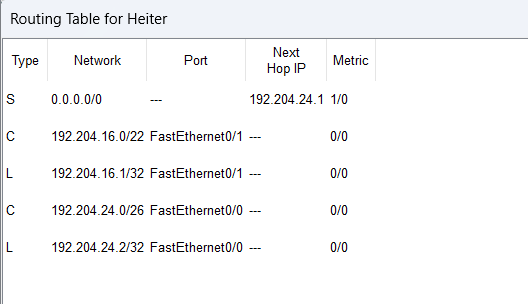 Routing Table for Heiter
Type Network Port Next Hop IP Metric
S 0.0.0.0/0 --- 192.204.24.1 1/0
C 192.204.16.0/22 FastEthernet0/1 --- 0/0
L 192.204.16.1/32 FastEthernet0/1 --- 0/0
C 192.204.24.0/26 FastEthernet0/0 --- 0/0
L 192.204.24.2/32 FastEthernet0/0 --- 0/0